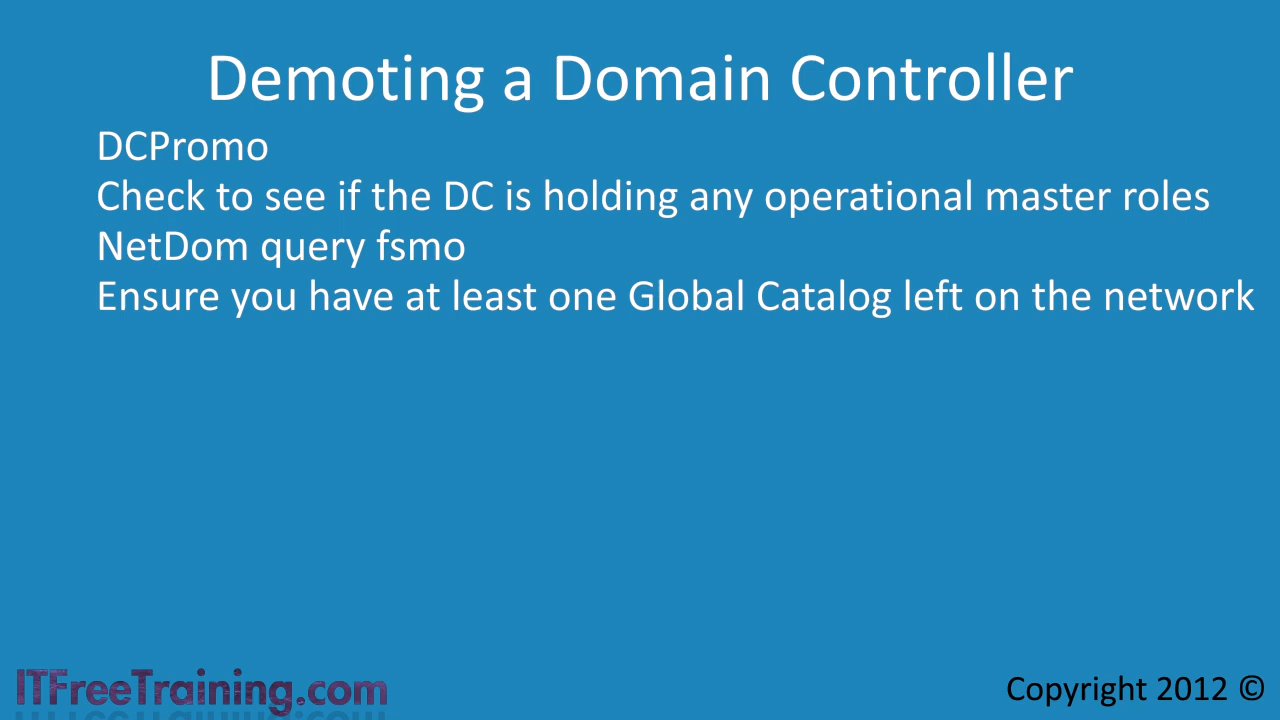 Demoting a Domain Controller
DCPromo
Check to see if the DC is holding any operational master roles
NetDom query fsmo
Ensure you have at least one Global Catalog left on the network
ITFreeTraining.com
Copyright 2012 ©